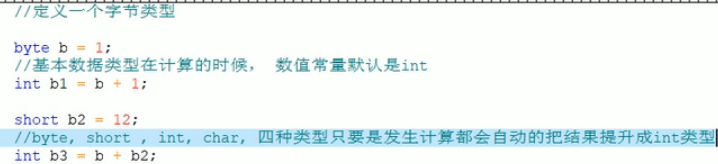 //定义一个字节类型
byte b = 1;
//基本数据类型在计算的时候， 数值常量默认是int
int b1 = b + 1;
short b2 = 12;
//byte, short , int, char, 四种类型只要是发生计算都会自动的把结果提升成int类型
int b3 = b + b2;